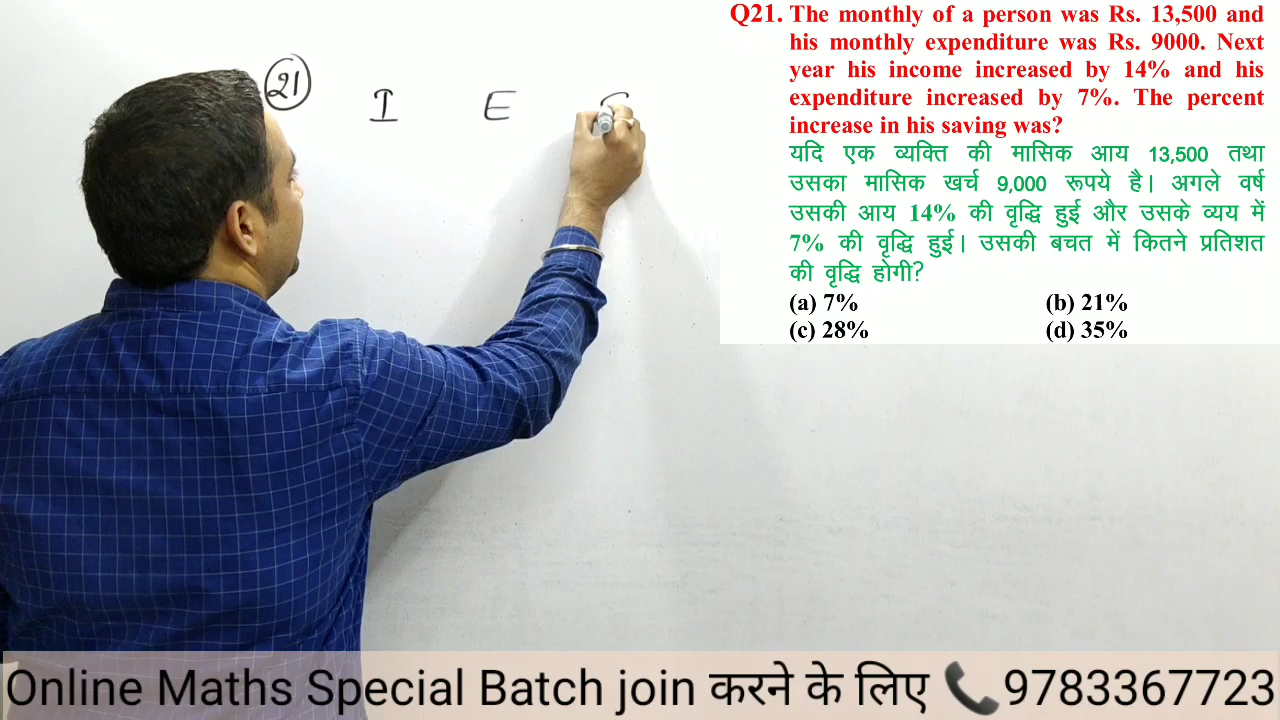 21
I E
Q21. The monthly of a person was Rs. 13,500 and
his monthly expenditure was Rs. 9000. Next
year his income increased by 14% and his
expenditure increased by 7%. The percent
increase in his saving was?
यदि एक व्यक्ति की मासिक आय 13,500 तथा
उसका मासिक खर्च 9,000 रूपये है। अगले वर्ष
उसकी आय 14% की वृद्धि हुई और उसके व्यय में
7% की वृद्धि हुई। उसकी बचत में कितने प्रतिशत
की वृद्धि होगी?
(a) 7% (b) 21%
(c) 28% (d) 35%
Online Maths Special Batch join करने के लिए 9783367723